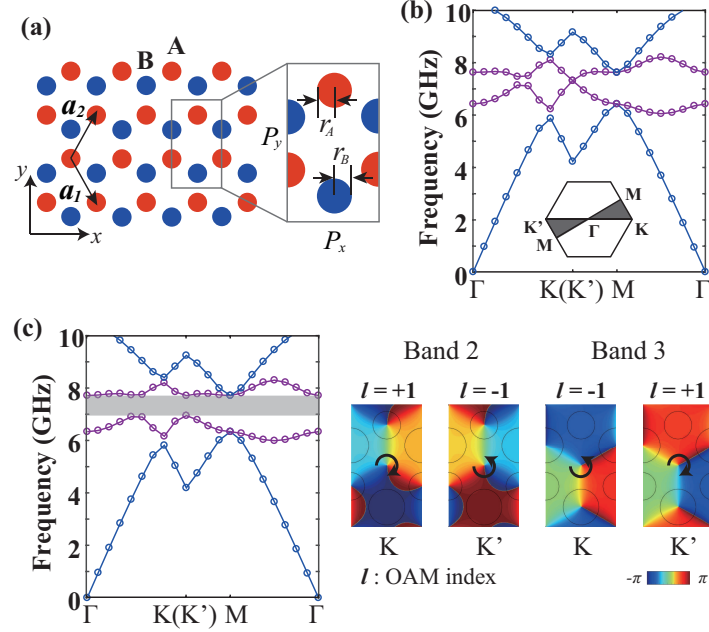 (a)
B A
a2
a1
y
x
Py
rA
rB
Px
(b)
Frequency (GHz)
10
8
6
4
2
0
Γ K(K’) M Γ
M
K’ Γ K
M
(c)
Frequency (GHz)
10
8
6
4
2
0
Γ K(K’) M Γ
Band 2 Band 3
l = +1 l = -1 l = -1 l = +1
K K’ K K’
l : OAM index
-π π